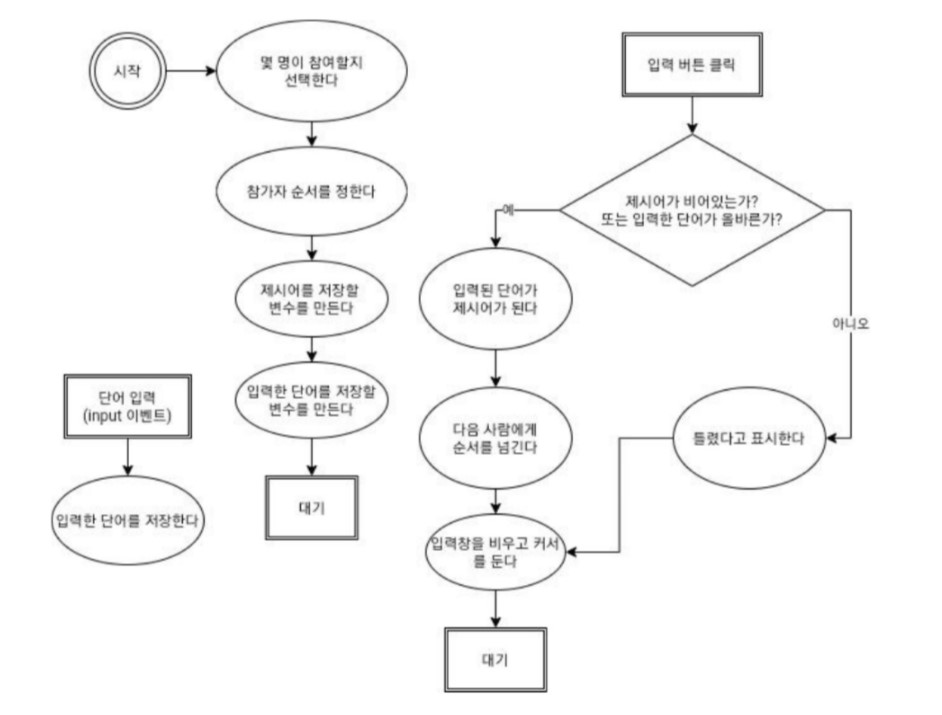 시작
몇 명이 참여할지
선택한다
참가자 순서를 정한다
제시어를 저장할
변수를 만든다
입력한 단어를 저장할
변수를 만든다
대기
단어 입력
(input 이벤트)
입력한 단어를 저장한다
입력 버튼 클릭
제시어가 비어있는가?
또는 입력한 단어가 올바른가?
예
아니오
입력된 단어가
제시어가 된다
다음 사람에게
순서를 넘긴다
틀렸다고 표시한다
입력창을 비우고 커서
를 둔다
대기